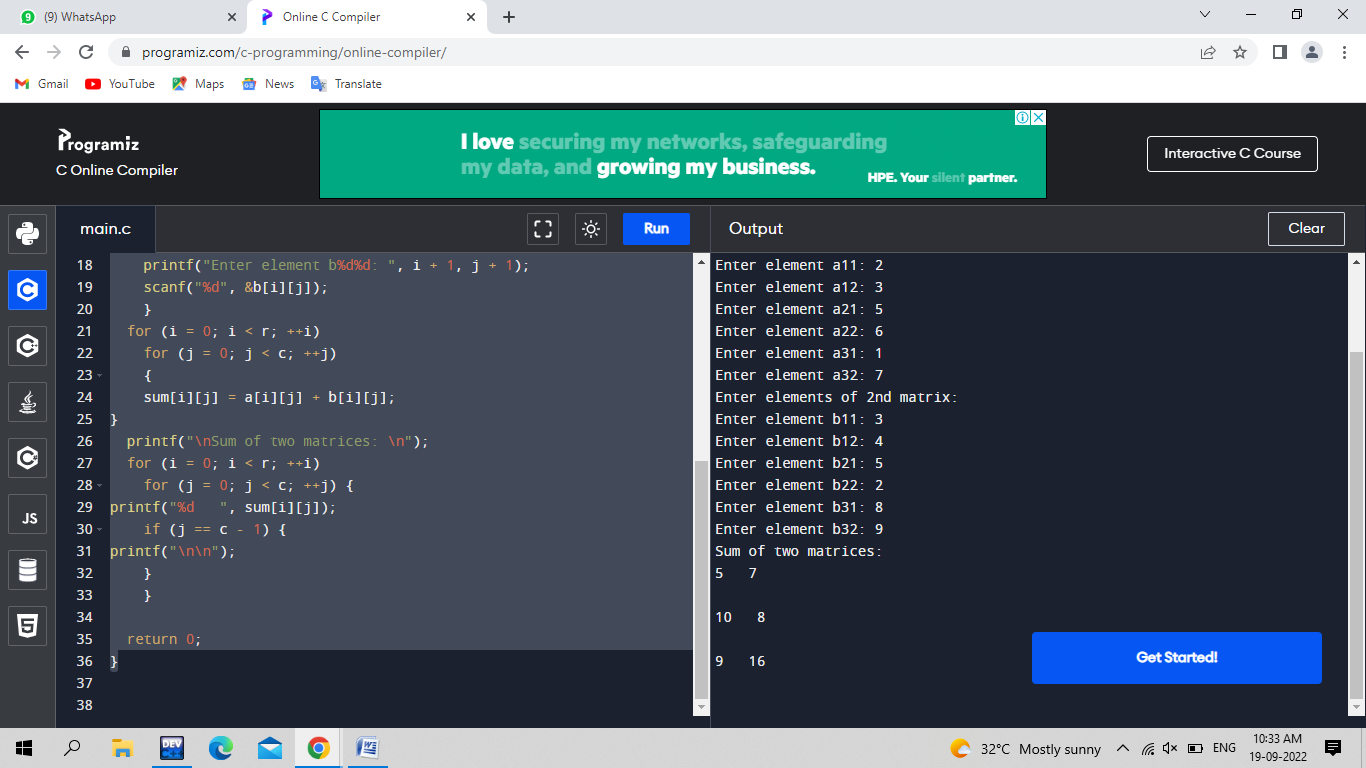 (9) WhatsApp
Online C Compiler
programiz.com/c-programming/online-compiler/
Gmail
YouTube
Maps
News
Translate
Programiz
C Online Compiler
I love securing my networks, safeguarding
my data, and growing my business.
HPE. Your silent partner.
Interactive C Course
main.c
Run
Output
Clear
18 printf("Enter element b%d%d: ", i + 1, j + 1);
19 scanf("%d", &b[i][j]);
20 }
21 for (i = 0; i < r; ++i)
22 for (j = 0; j < c; ++j)
23 {
24 sum[i][j] = a[i][j] + b[i][j];
25 }
26 printf("\nSum of two matrices: \n");
27 for (i = 0; i < r; ++i)
28 for (j = 0; j < c; ++j) {
29 printf("%d   ", sum[i][j]);
30 if (j == c - 1) {
31 printf("\n\n");
32 }
33 }
34
35 return 0;
36 }
37
38
Enter element a11: 2
Enter element a12: 3
Enter element a21: 5
Enter element a22: 6
Enter element a31: 1
Enter element a32: 7
Enter elements of 2nd matrix:
Enter element b11: 3
Enter element b12: 4
Enter element b21: 5
Enter element b22: 2
Enter element b31: 8
Enter element b32: 9
Sum of two matrices:
5   7
10   8
9   16
Get Started!
JS
DEV
32°C Mostly sunny
ENG
10:33 AM
19-09-2022